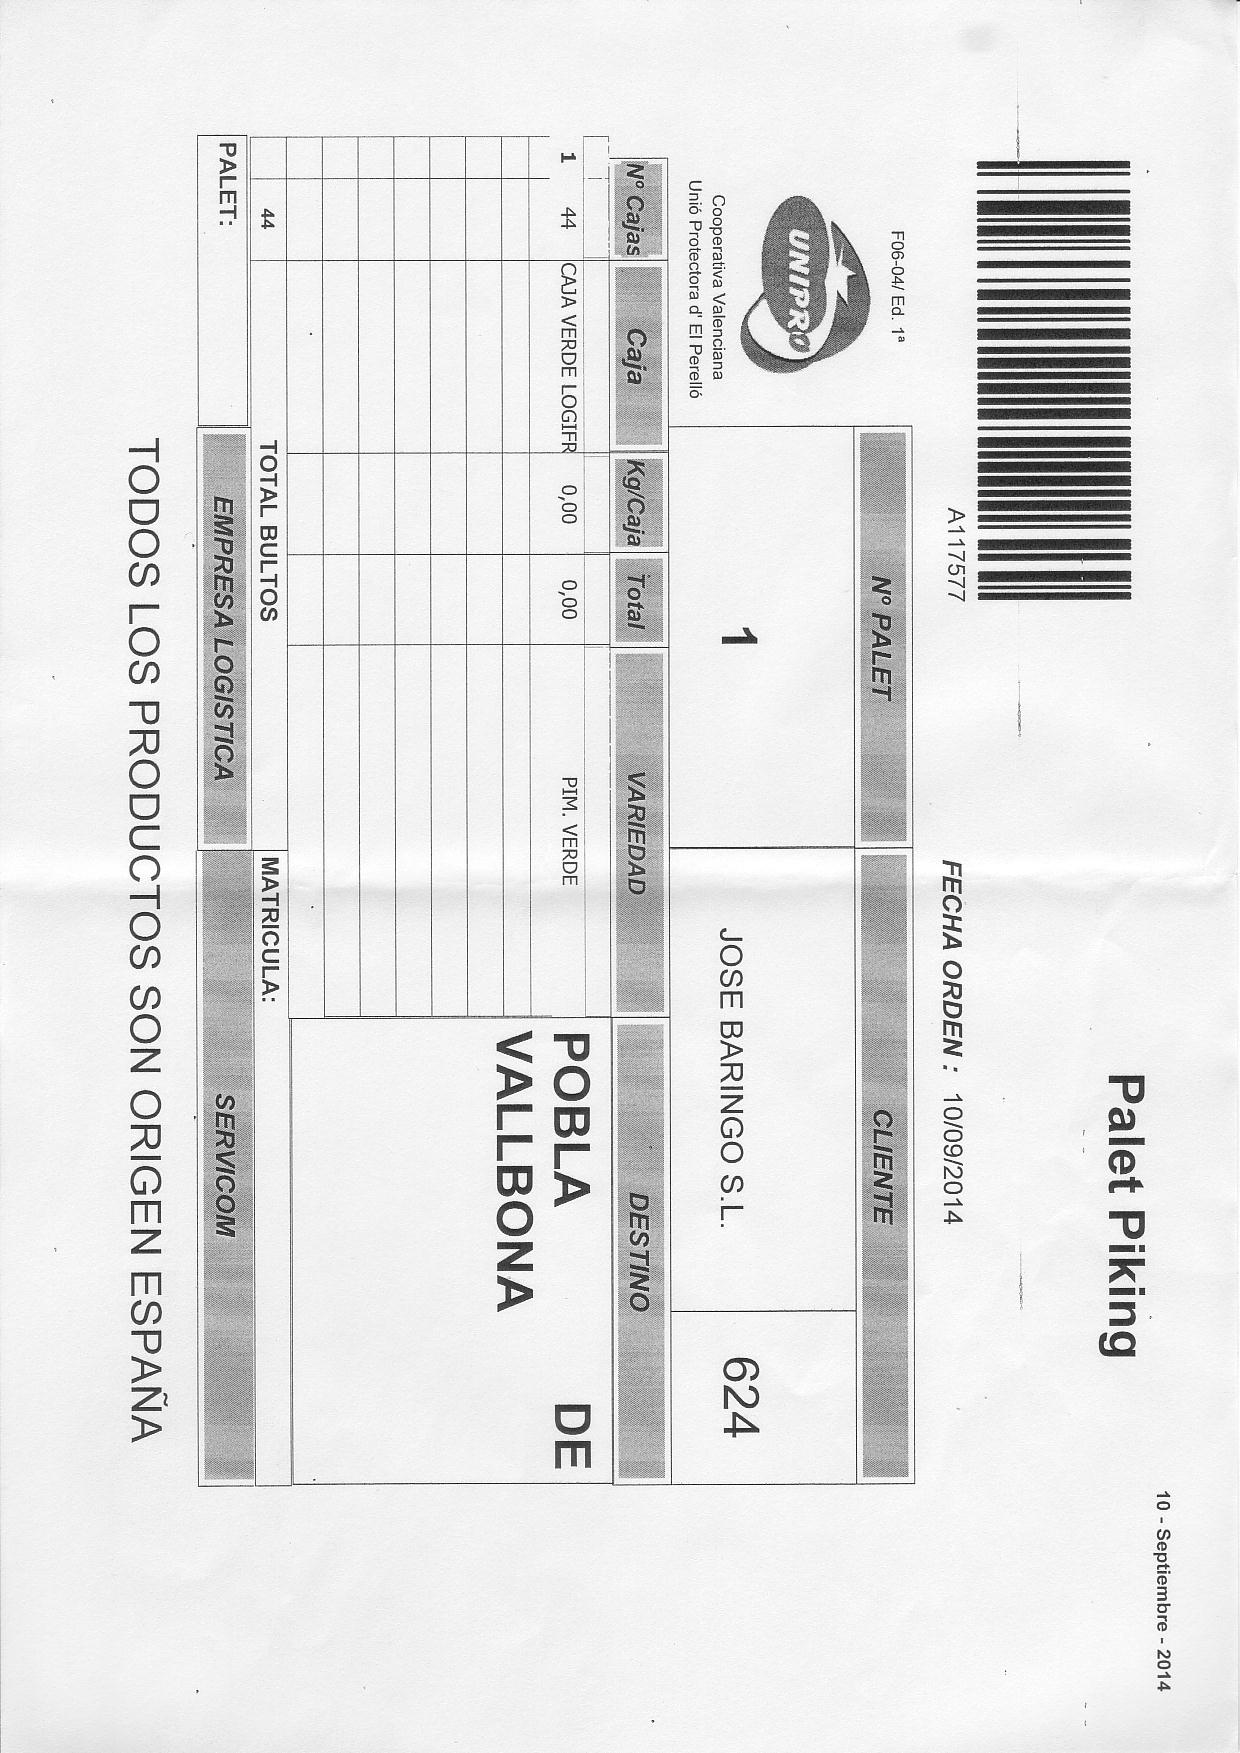 10 - Septiembre - 2014
Palet Piking
A117577
FECHA ORDEN : 10/09/2014
F06-04/ Ed. 1ª
UNIPRO
Cooperativa Valenciana
Unió Protectora d' El Perelló
Nº PALET
CLIENTE
1
JOSE BARINGO S.L.
624
Nº Cajas
Caja
Kg/Caja
Total
VARIEDAD
DESTINO
1 44 CAJA VERDE LOGIFR 0,00 0,00 PIM. VERDE
POBLA DE
VALLBONA
44 TOTAL BULTOS
MATRICULA:
PALET:
EMPRESA LOGISTICA
SERVICOM
TODOS LOS PRODUCTOS SON ORIGEN ESPAÑA